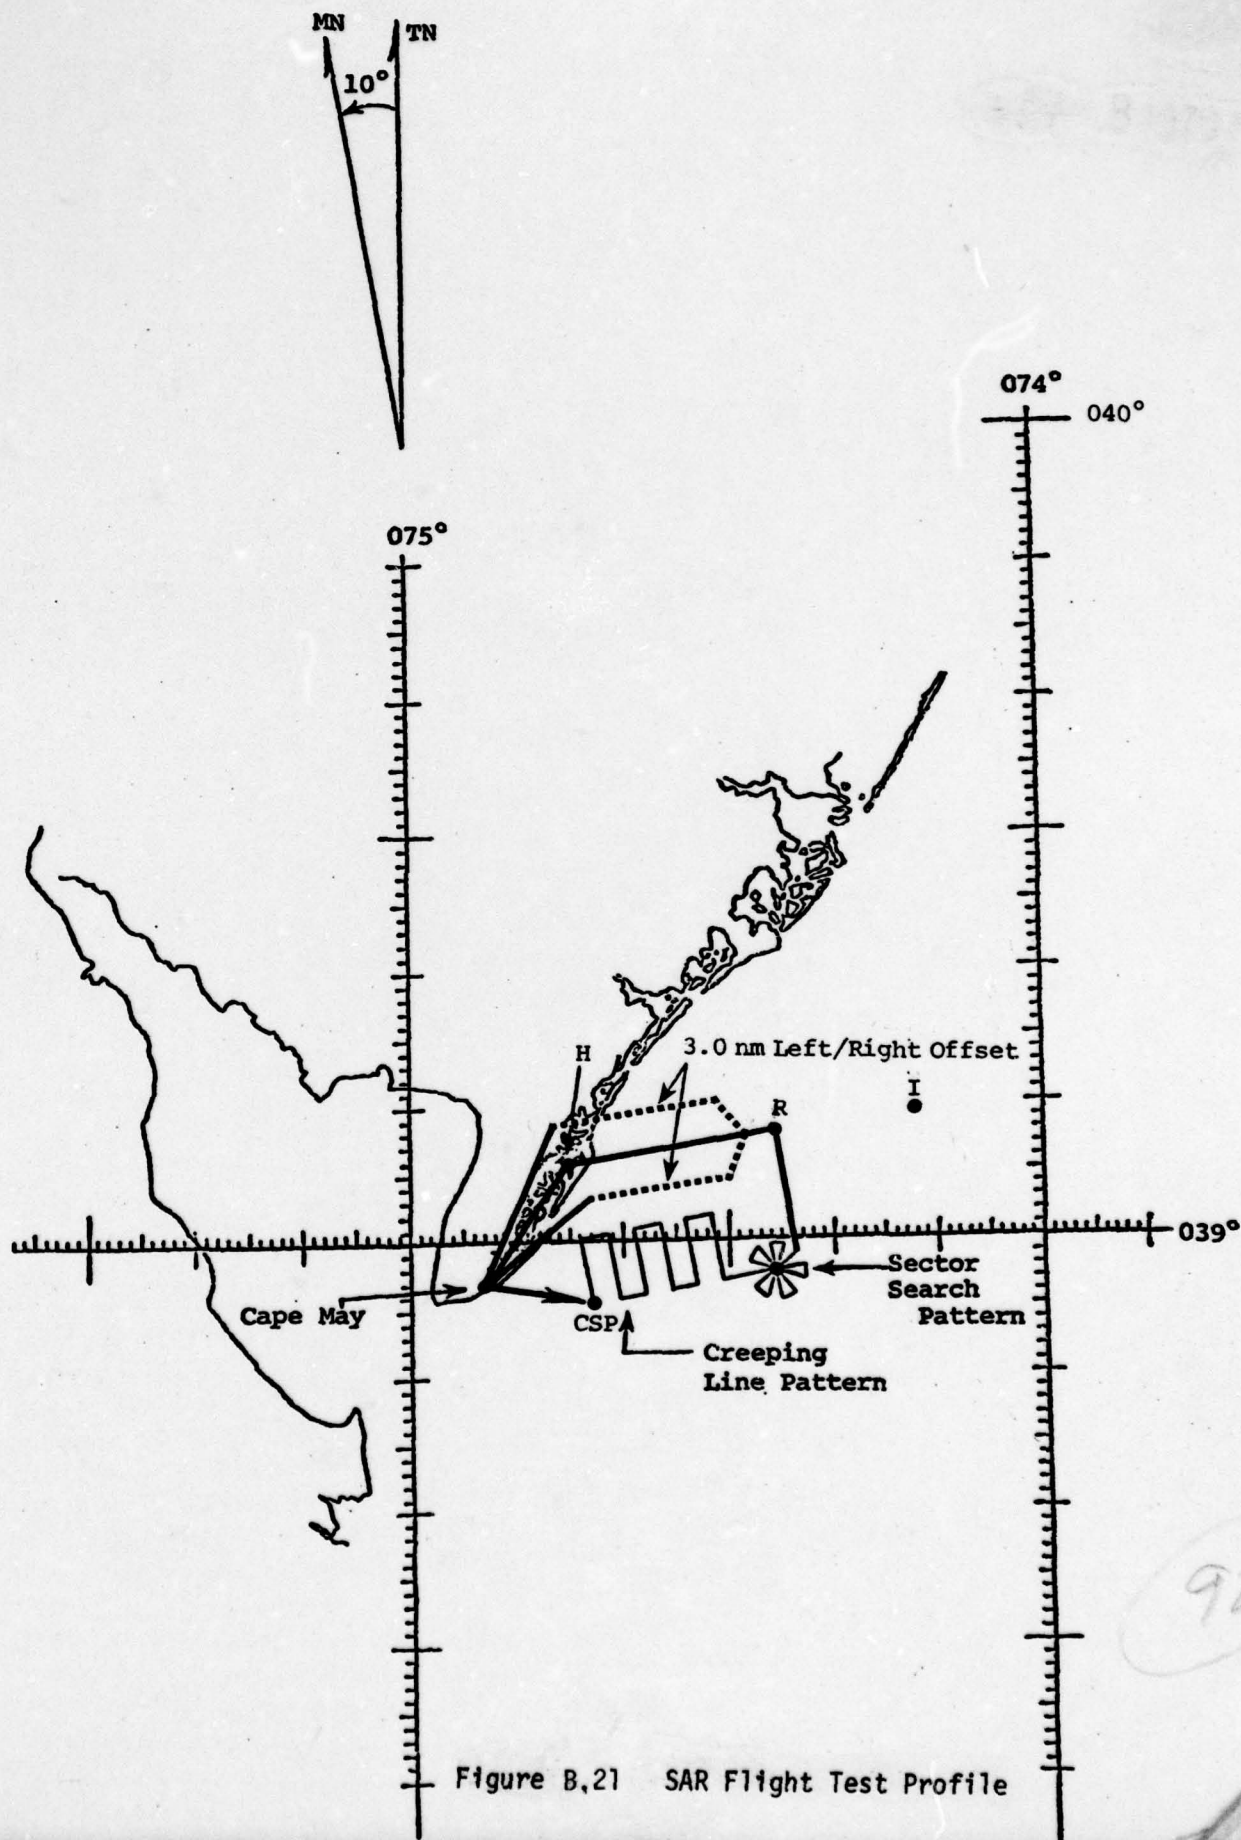 MN
TN
10°
074°
040°
075°
H
3.0 nm Left/Right Offset
I
R
039°
Cape May
CSP
Sector
Search
Pattern
Creeping
Line Pattern
Figure B.21 SAR Flight Test Profile